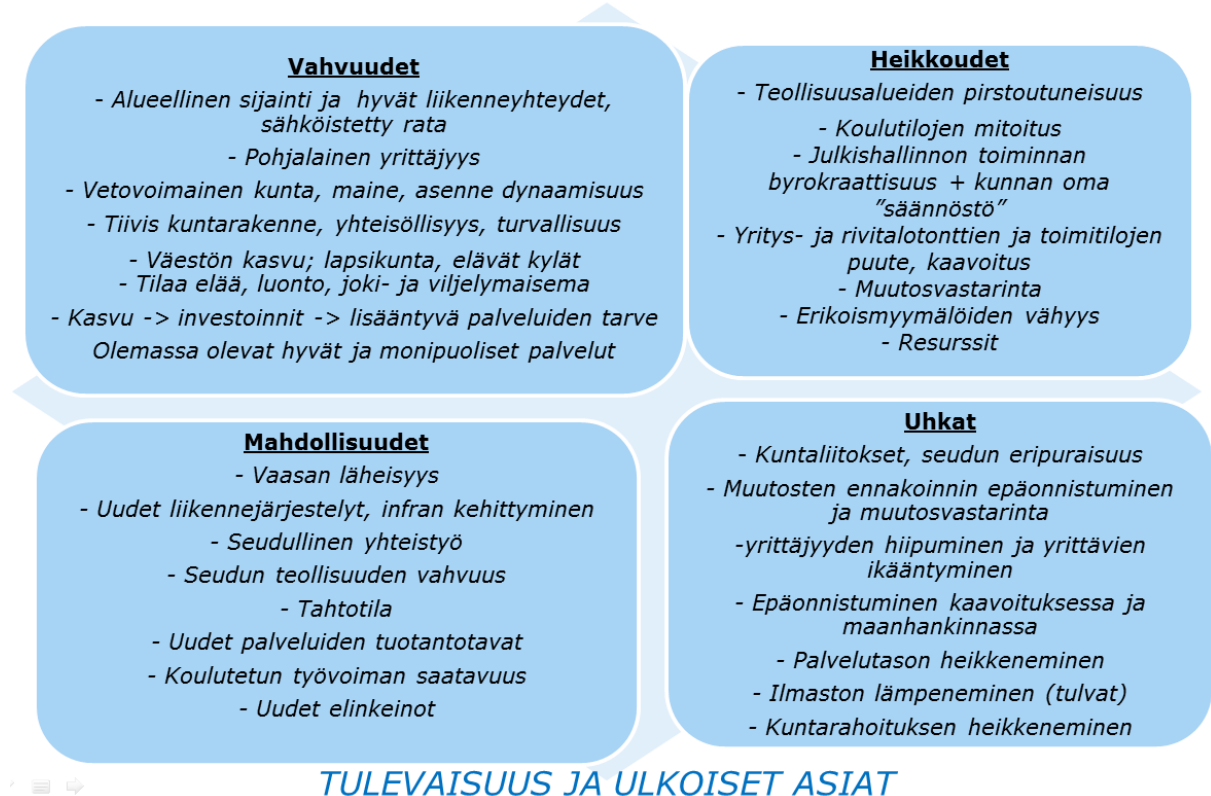 Vahvuudet
- Alueellinen sijainti ja hyvät liikenneyhteydet,
sähköistetty rata
- Pohjalainen yrittäjyys
- Vetovoimainen kunta, maine, asenne dynaamisuus
- Tiivis kuntarakenne, yhteisöllisyys, turvallisuus
- Väestön kasvu; lapsikunta, elävät kylät
- Tilaa elää, luonto, joki- ja viljelymaisema
- Kasvu -> investoinnit -> lisääntyvä palveluiden tarve
Olemassa olevat hyvät ja monipuoliset palvelut
Heikkoudet
- Teollisuusalueiden pirstoutuneisuus
- Koulutilojen mitoitus
- Julkishallinnon toiminnan
byrokraattisuus + kunnan oma
”säännöstö”
- Yritys- ja rivitalotonttien ja toimitilojen
puute, kaavoitus
- Muutosvastarinta
- Erikoismyymälöiden vähyys
- Resurssit
Mahdollisuudet
- Vaasan läheisyys
- Uudet liikennejärjestelyt, infran kehittyminen
- Seudullinen yhteistyö
- Seudun teollisuuden vahvuus
- Tahtotila
- Uudet palveluiden tuotantotavat
- Koulutetun työvoiman saatavuus
- Uudet elinkeinot
Uhkat
- Kuntaliitokset, seudun eripuraisuus
- Muutosten ennakoinnin epäonnistuminen
ja muutosvastarinta
-yrittäjyyden hiipuminen ja yrittävien
ikääntyminen
- Epäonnistuminen kaavoituksessa ja
maanhankinnassa
- Palvelutason heikkeneminen
- Ilmaston lämpeneminen (tulvat)
- Kuntarahoituksen heikkeneminen
TULEVAISUUS JA ULKOISET ASIAT